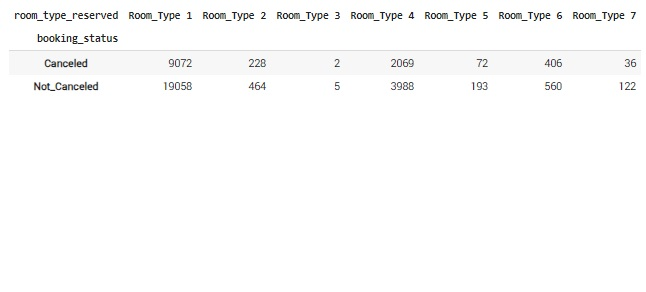 room_type_reserved Room_Type 1 Room_Type 2 Room_Type 3 Room_Type 4 Room_Type 5 Room_Type 6 Room_Type 7
booking_status
Canceled 9072 228 2 2069 72 406 36
Not_Canceled 19058 464 5 3988 193 560 122